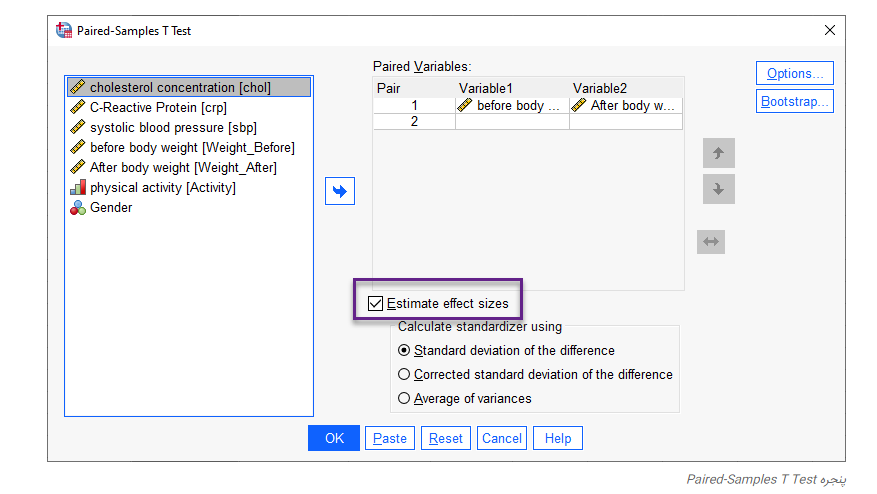 Paired-Samples T Test
cholesterol concentration [chol]
C-Reactive Protein [crp]
systolic blood pressure [sbp]
before body weight [Weight_Before]
After body weight [Weight_After]
physical activity [Activity]
Gender
Paired Variables:
Pair Variable1 Variable2
1 before body ... After body w...
2
Estimate effect sizes
Calculate standardizer using
Standard deviation of the difference
Corrected standard deviation of the difference
Average of variances
Options...
Bootstrap...
OK Paste Reset Cancel Help
پنجره Paired-Samples T Test